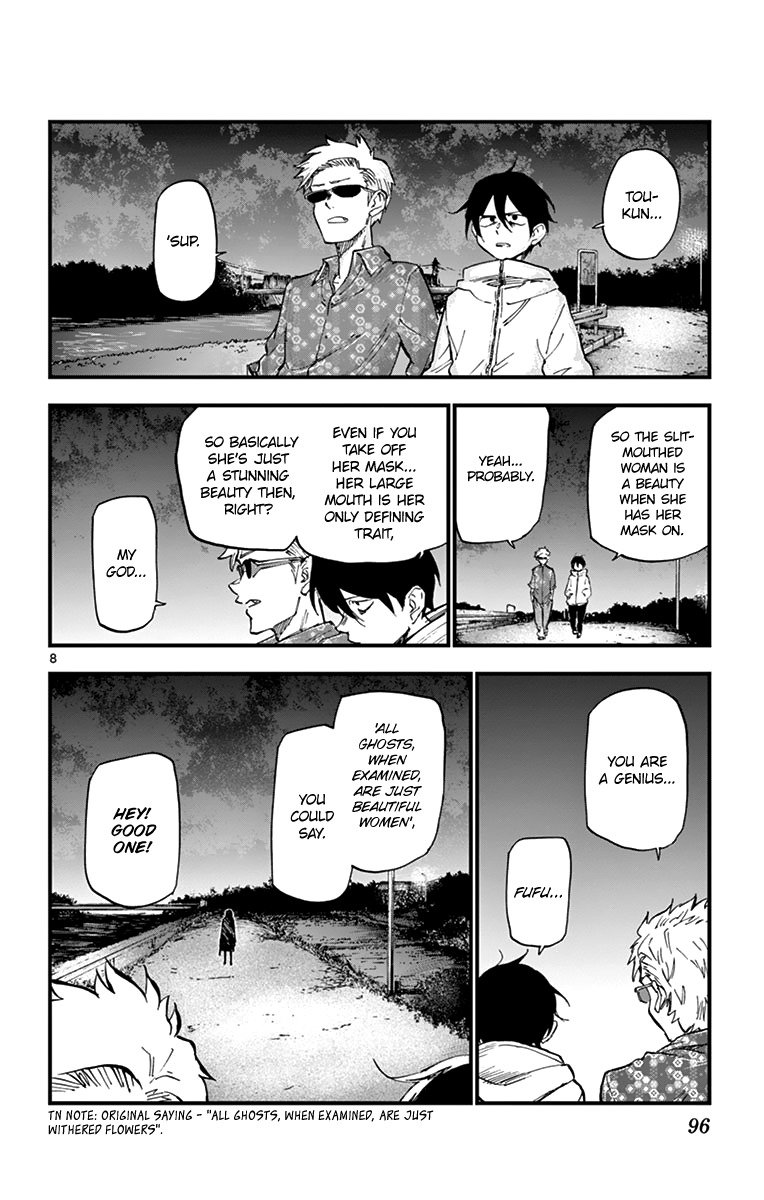 TOU-
KUN...
'SUP.
SO THE SLIT-
MOUTHED
WOMAN IS
A BEAUTY
WHEN SHE
HAS HER
MASK ON.
YEAH...
PROBABLY.
EVEN IF YOU
TAKE OFF
HER MASK...
HER LARGE
MOUTH IS HER
ONLY DEFINING
TRAIT,
SO BASICALLY
SHE'S JUST
A STUNNING
BEAUTY THEN,
RIGHT?
MY
GOD...
8
YOU ARE
A GENIUS...
FUFU...
'ALL
GHOSTS,
WHEN
EXAMINED,
ARE JUST
BEAUTIFUL
WOMEN',
YOU
COULD
SAY.
HEY!
GOOD
ONE!
TN NOTE: ORIGINAL SAYING - "ALL GHOSTS, WHEN EXAMINED, ARE JUST
WITHERED FLOWERS".
96